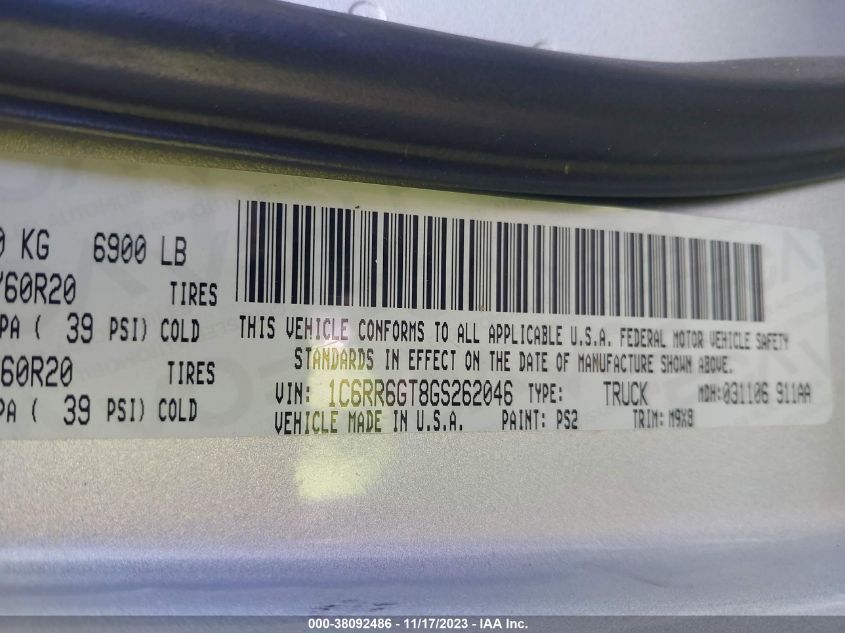 0 KG 6900 LB
/60R20 TIRES
PA ( 39 PSI) COLD
60R20 TIRES
PA ( 39 PSI) COLD
THIS VEHICLE CONFORMS TO ALL APPLICABLE U.S.A. FEDERAL MOTOR VEHICLE SAFETY
STANDARDS IN EFFECT ON THE DATE OF MANUFACTURE SHOWN ABOVE.
VIN: 1C6RR6GT8GS262046 TYPE: TRUCK MDH:031106 911AA
VEHICLE MADE IN U.S.A. PAINT: PS2 TRIM: M9X8
000-38092486 - 11/17/2023 - IAA Inc.